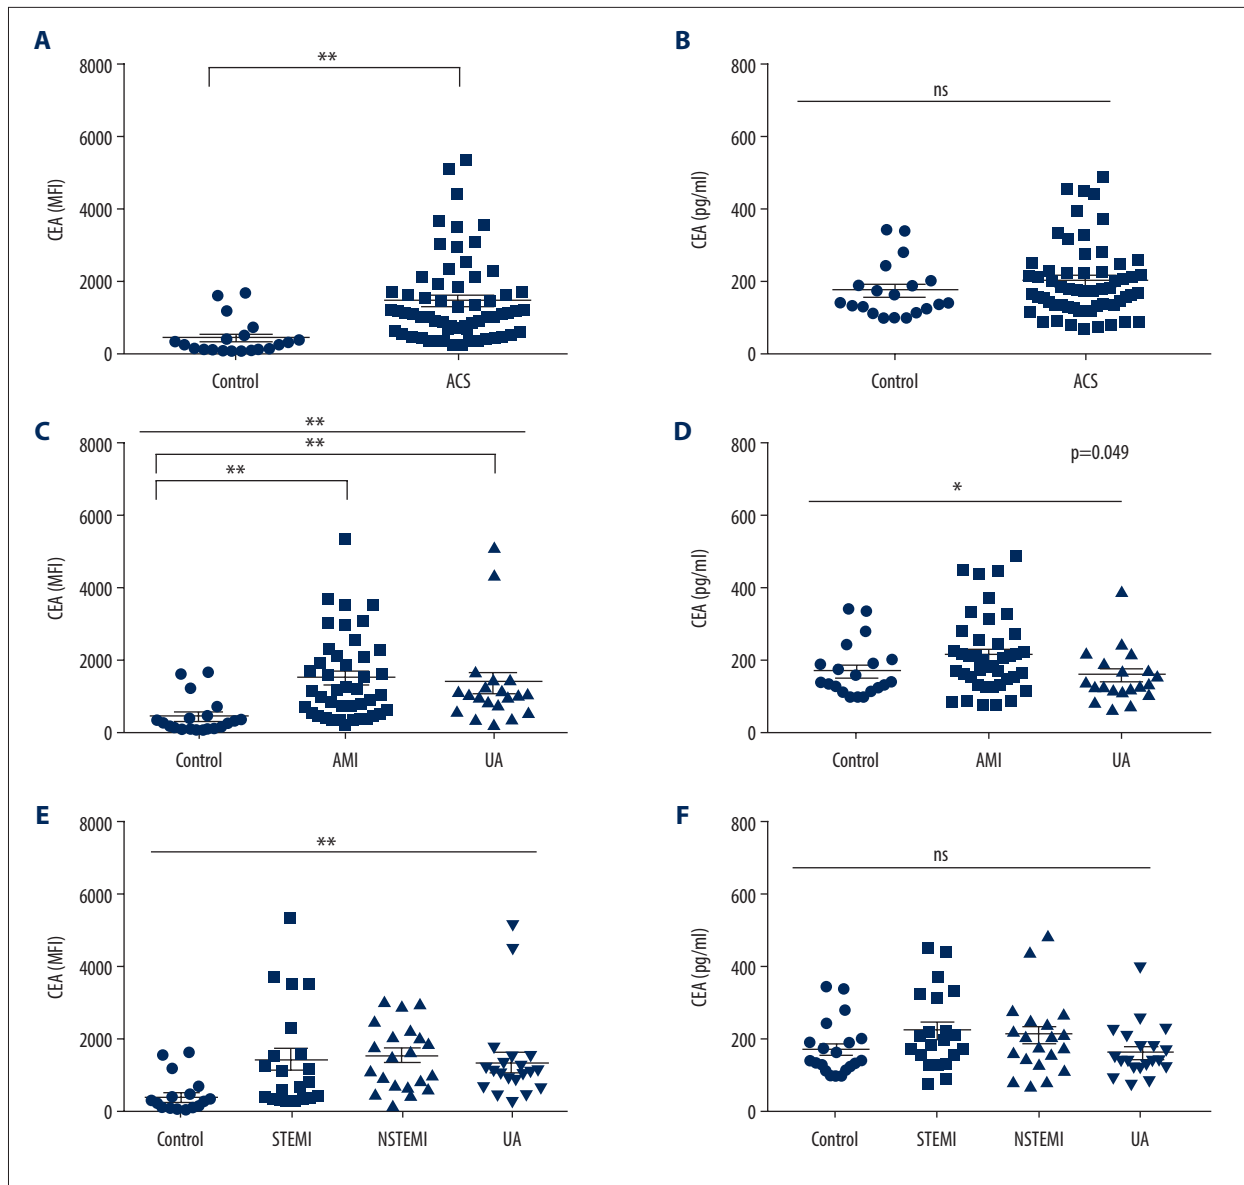 A
8000
6000
4000
2000
0
CEA (MFI)
**
Control
ACS
B
800
600
400
200
0
CEA (pg/ml)
ns
Control
ACS
C
8000
6000
4000
2000
0
CEA (MFI)
**
**
**
Control
AMI
UA
D
800
600
400
200
0
CEA (pg/ml)
p=0.049
*
Control
AMI
UA
E
8000
6000
4000
2000
0
CEA (MFI)
**
Control
STEMI
NSTEMI
UA
F
800
600
400
200
0
CEA (pg/ml)
ns
Control
STEMI
NSTEMI
UA